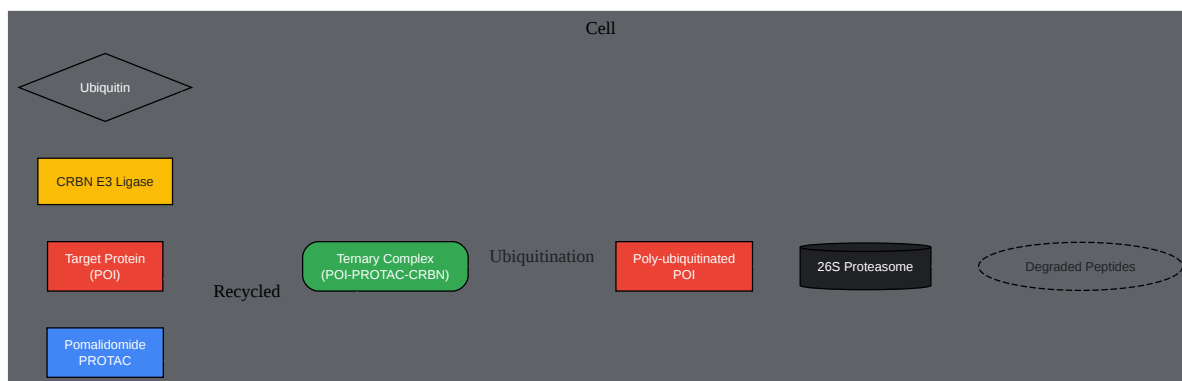 Cell
Ubiquitin
CRBN E3 Ligase
Target Protein
(POI)
Recycled
Ternary Complex
(POI-PROTAC-CRBN)
Ubiquitination
Poly-ubiquitinated
POI
26S Proteasome
Degraded Peptides
Pomalidomide
PROTAC